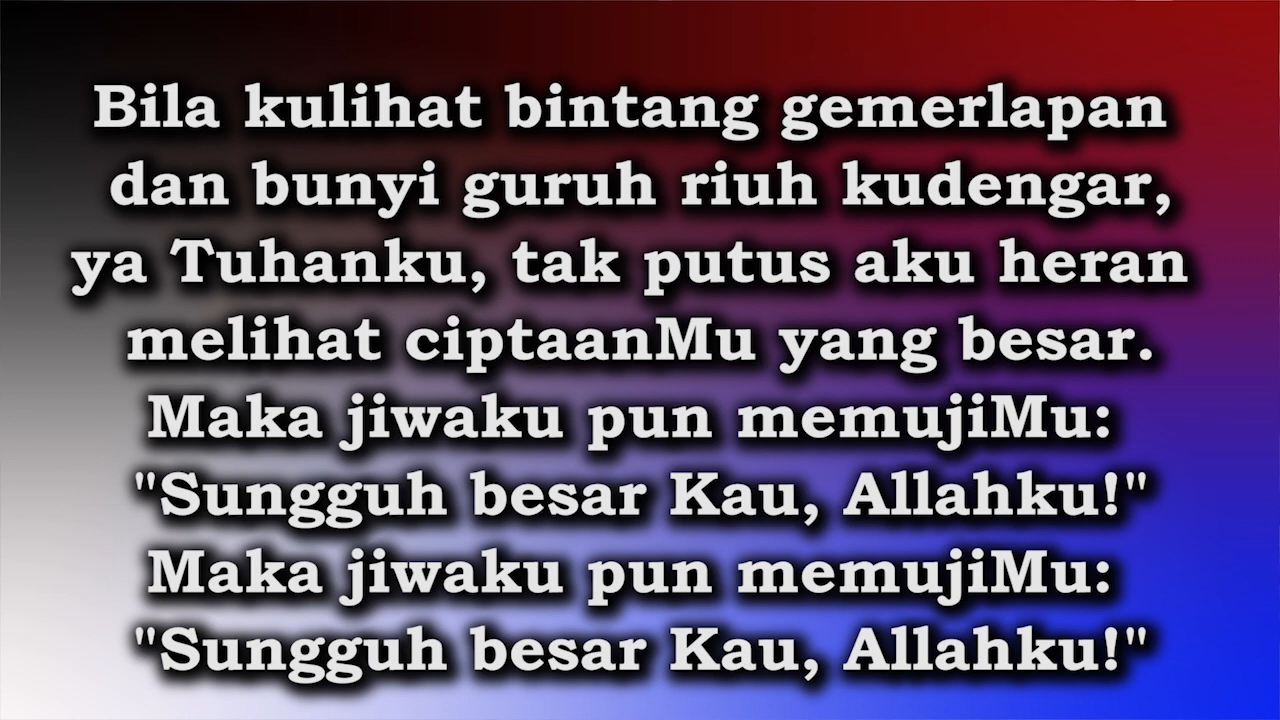 Bila kulihat bintang gemerlapan
dan bunyi guruh riuh kudengar,
ya Tuhanku, tak putus aku heran
melihat ciptaanMu yang besar.
Maka jiwaku pun memujiMu:
"Sungguh besar Kau, Allahku!"
Maka jiwaku pun memujiMu:
"Sungguh besar Kau, Allahku!"